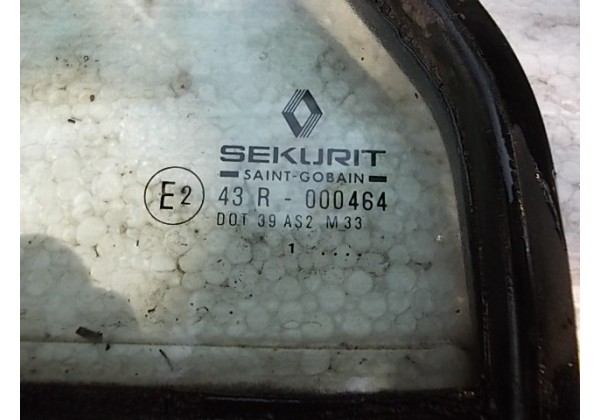 SEKURIT
SAINT-GOBAIN
E2 43 R - 000464
DOT 39 AS2 M33
1 ....